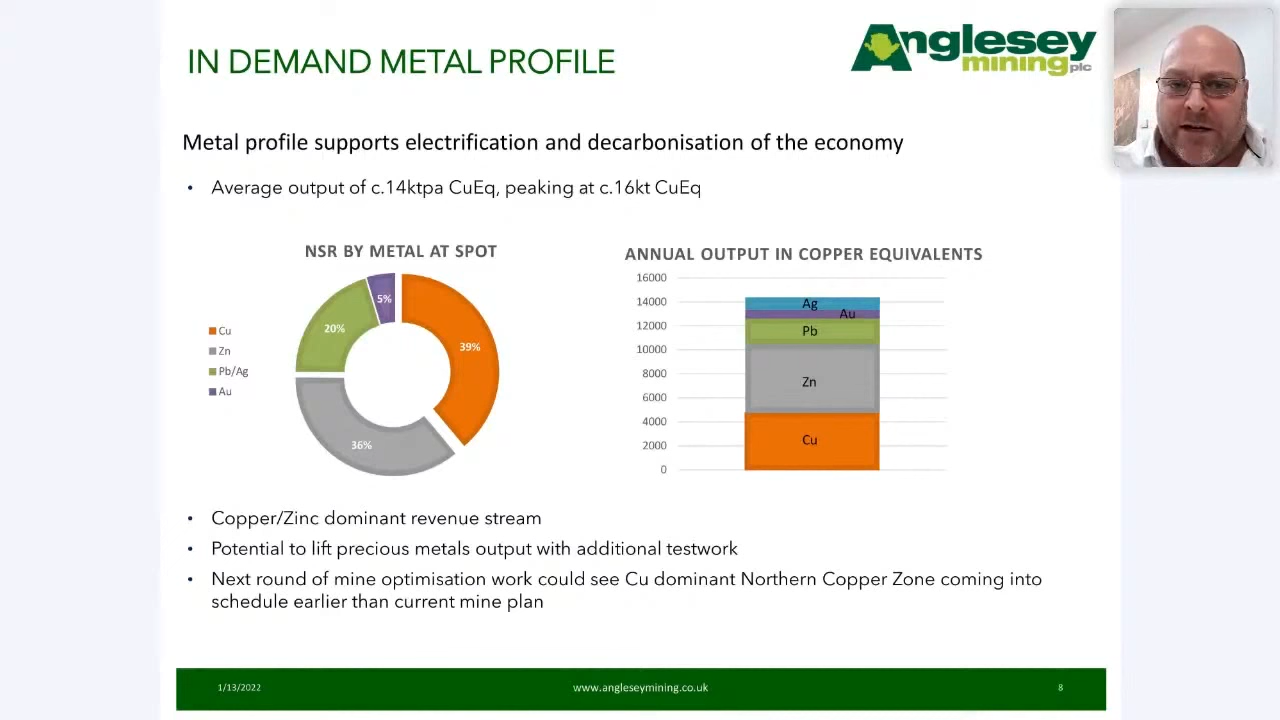 IN DEMAND METAL PROFILE
Anglesey
mining plc
Metal profile supports electrification and decarbonisation of the economy
• Average output of c.14ktpa CuEq, peaking at c.16kt CuEq
NSR BY METAL AT SPOT
Cu
Zn
Pb/Ag
Au
5%
20%
39%
36%
ANNUAL OUTPUT IN COPPER EQUIVALENTS
16000
14000
12000
10000
8000
6000
4000
2000
0
Ag
Au
Pb
Zn
Cu
• Copper/Zinc dominant revenue stream
• Potential to lift precious metals output with additional testwork
• Next round of mine optimisation work could see Cu dominant Northern Copper Zone coming into
schedule earlier than current mine plan
1/13/2022
www.angleseymining.co.uk
8